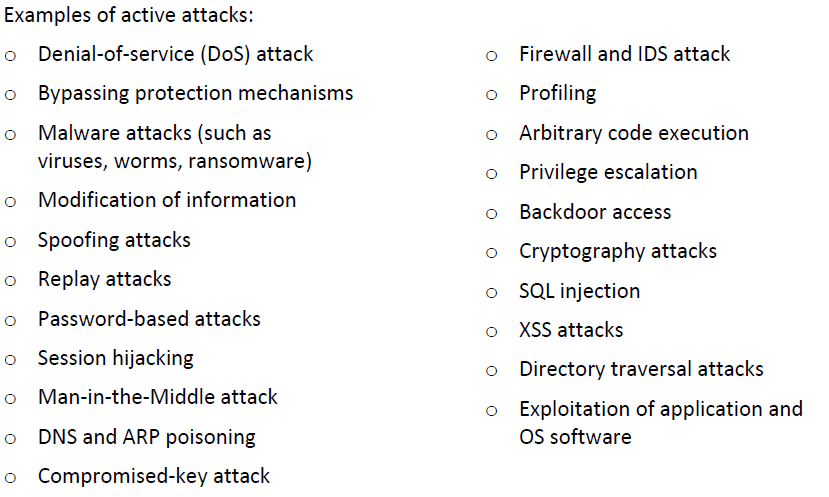 Examples of active attacks:
o Denial-of-service (DoS) attack
o Bypassing protection mechanisms
o Malware attacks (such as
viruses, worms, ransomware)
o Modification of information
o Spoofing attacks
o Replay attacks
o Password-based attacks
o Session hijacking
o Man-in-the-Middle attack
o DNS and ARP poisoning
o Compromised-key attack
o Firewall and IDS attack
o Profiling
o Arbitrary code execution
o Privilege escalation
o Backdoor access
o Cryptography attacks
o SQL injection
o XSS attacks
o Directory traversal attacks
o Exploitation of application and
OS software